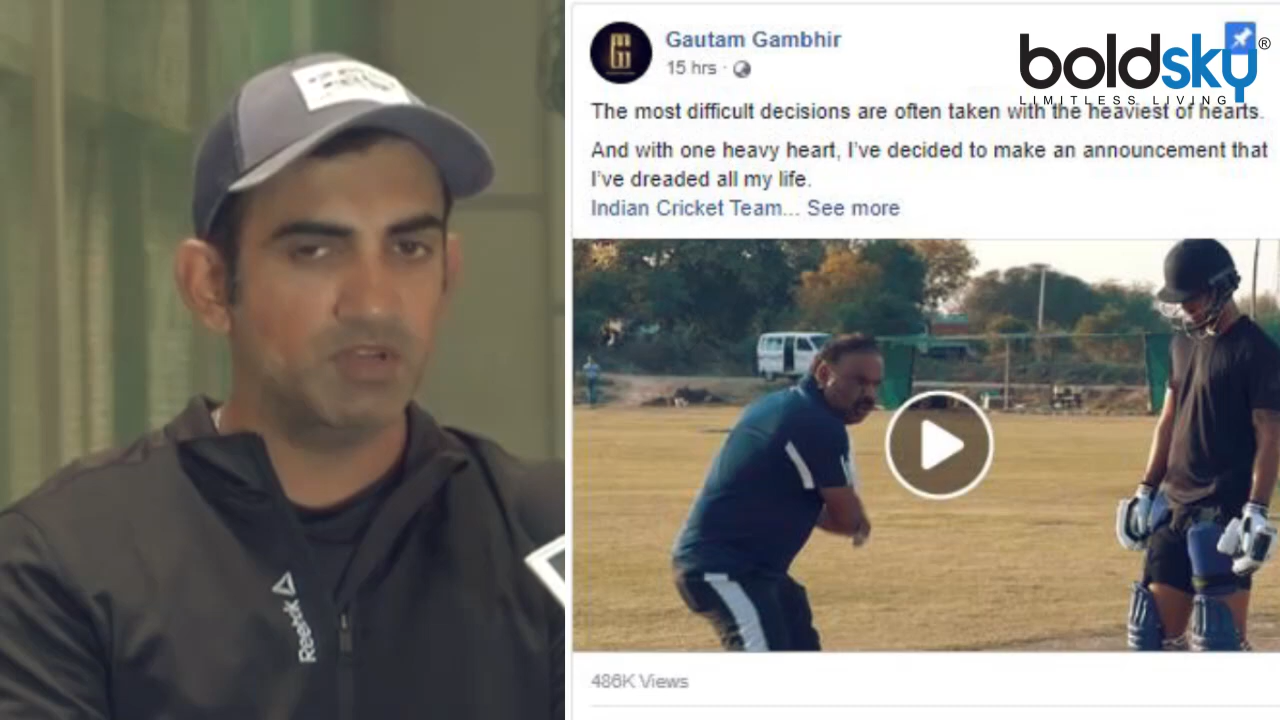 Reebok
Gautam Gambhir
15 hrs ·
boldsky®
LIMITLESS LIVING
The most difficult decisions are often taken with the heaviest of hearts.
And with one heavy heart, I've decided to make an announcement that
I've dreaded all my life.
Indian Cricket Team... See more
486K Views